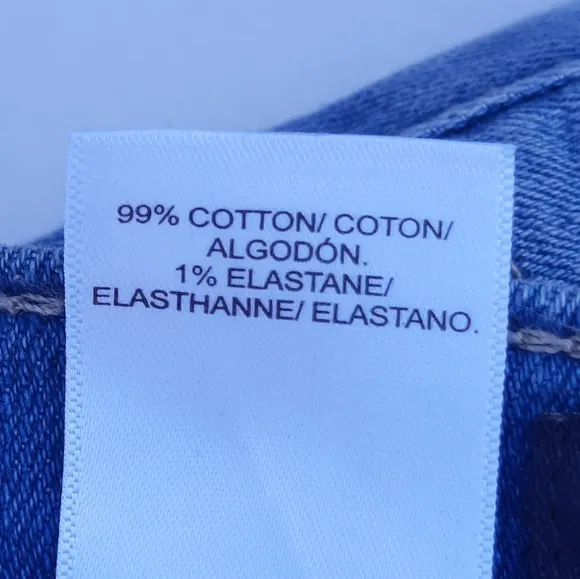 99% COTTON/ COTON/
ALGODÓN.
1% ELASTANE/
ELASTHANNE/ ELASTANO.